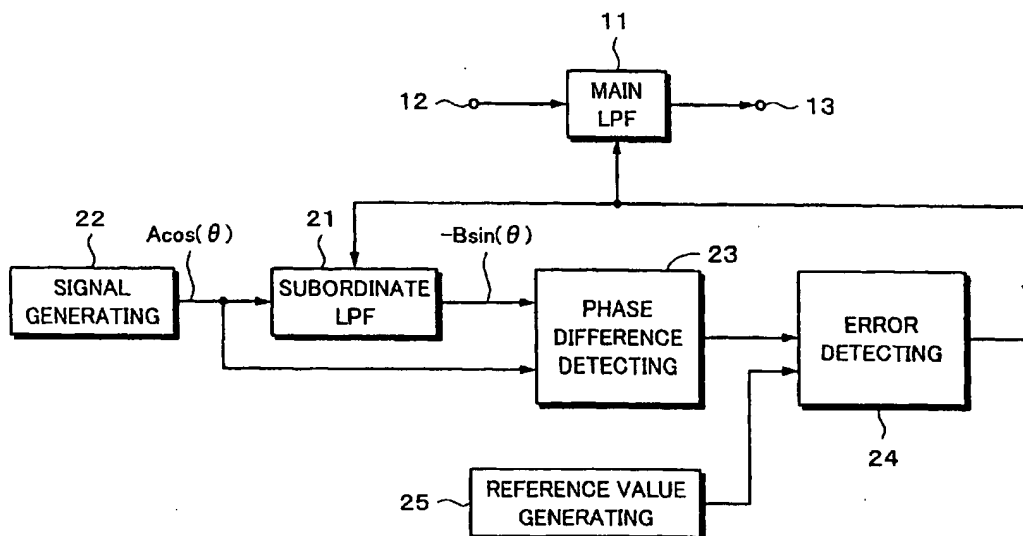 11
MAIN
LPF
12
13
22
Acos(θ)
21
-Bsin(θ)
23
SIGNAL
GENERATING
SUBORDINATE
LPF
PHASE
DIFFERENCE
DETECTING
ERROR
DETECTING
24
25
REFERENCE VALUE
GENERATING